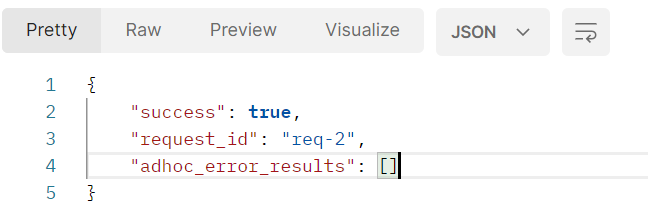 Pretty Raw Preview Visualize JSON
1 {
2 "success": true,
3 "request_id": "req-2",
4 "adhoc_error_results": []
5 }